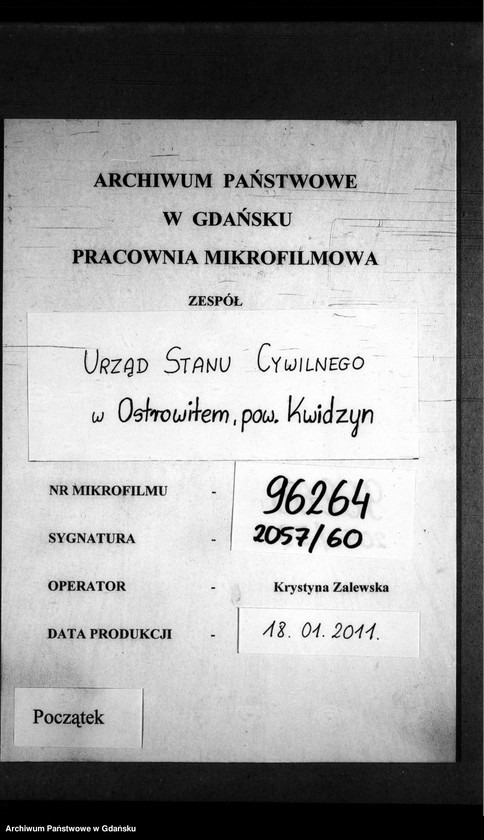 ARCHIWUM PAŃSTWOWE
W GDAŃSKU
PRACOWNIA MIKROFILMOWA
ZESPÓŁ
URZĄD STANU CYWILNEGO
w Ostrowitem, pow. Kwidzyn
NR MIKROFILMU - 96264
SYGNATURA - 2057/60
OPERATOR - Krystyna Zalewska
DATA PRODUKCJI - 18.01.2011.
Początek
Archiwum Państwowe w Gdańsku